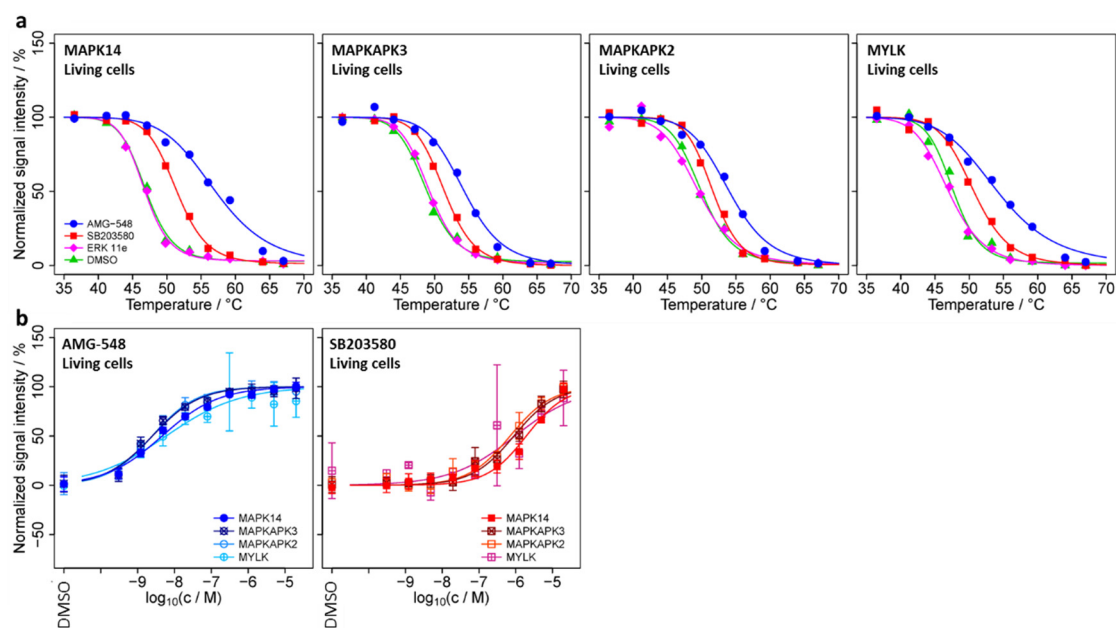 a
MAPK14
Living cells
MAPKAPK3
Living cells
MAPKAPK2
Living cells
MYLK
Living cells
Normalized signal intensity / %
150
100
50
0
AMG−548
SB203580
ERK 11e
DMSO
35 40 45 50 55 60 65 70
35 40 45 50 55 60 65 70
35 40 45 50 55 60 65 70
35 40 45 50 55 60 65 70
Temperature / °C
Temperature / °C
Temperature / °C
Temperature / °C
b
AMG-548
Living cells
SB203580
Living cells
Normalized signal intensity / %
150
100
50
0
−50
MAPK14
MAPKAPK3
MAPKAPK2
MYLK
MAPK14
MAPKAPK3
MAPKAPK2
MYLK
DMSO
−9 −8 −7 −6 −5
DMSO
−9 −8 −7 −6 −5
log10(c / M)
log10(c / M)